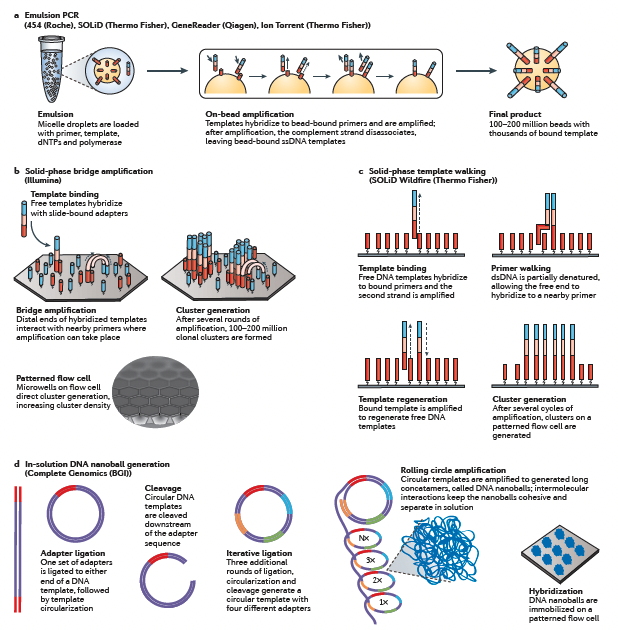 a Emulsion PCR
(454 (Roche), SOLiD (Thermo Fisher), GeneReader (Qiagen), Ion Torrent (Thermo Fisher))
Emulsion
Micelle droplets are loaded
with primer, template,
dNTPs and polymerase
On-bead amplification
Templates hybridize to bead-bound primers and are amplified;
after amplification, the complement strand disassociates,
leaving bead-bound ssDNA templates
Final product
100–200 million beads with
thousands of bound template
b Solid-phase bridge amplification
(Illumina)
Template binding
Free templates hybridize
with slide-bound adapters
Bridge amplification
Distal ends of hybridized templates
interact with nearby primers where
amplification can take place
Cluster generation
After several rounds of
amplification, 100–200 million
clonal clusters are formed
Patterned flow cell
Microwells on flow cell
direct cluster generation,
increasing cluster density
c Solid-phase template walking
(SOLiD Wildfire (Thermo Fisher))
Template binding
Free DNA templates hybridize
to bound primers and the
second strand is amplified
Primer walking
dsDNA is partially denatured,
allowing the free end to
hybridize to a nearby primer
Template regeneration
Bound template is amplified
to regenerate free DNA
templates
Cluster generation
After several cycles of
amplification, clusters on a
patterned flow cell are
generated
d In-solution DNA nanoball generation
(Complete Genomics (BGI))
Adapter ligation
One set of adapters
is ligated to either
end of a DNA
template, followed
by template
circularization
Cleavage
Circular DNA
templates
are cleaved
downstream
of the adapter
sequence
Iterative ligation
Three additional
rounds of ligation,
circularization and
cleavage generate a
circular template with
four different adapters
Rolling circle amplification
Circular templates are amplified to generated long
concatamers, called DNA nanoballs; intermolecular
interactions keep the nanoballs cohesive and
separate in solution
N×
3×
2×
1×
Hybridization
DNA nanoballs are
immobilized on a
patterned flow cell